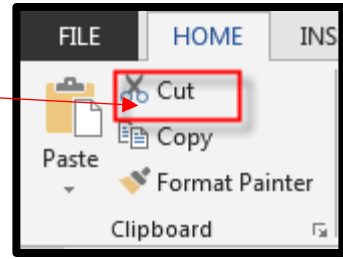 FILE HOME INS
Cut
Copy
Paste
Format Painter
Clipboard